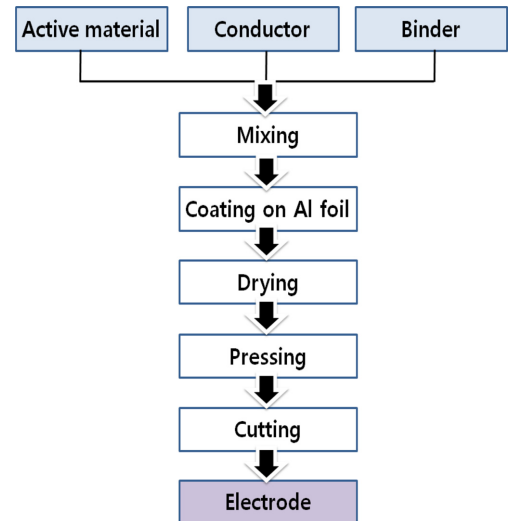 Active material
Conductor
Binder
Mixing
Coating on Al foil
Drying
Pressing
Cutting
Electrode